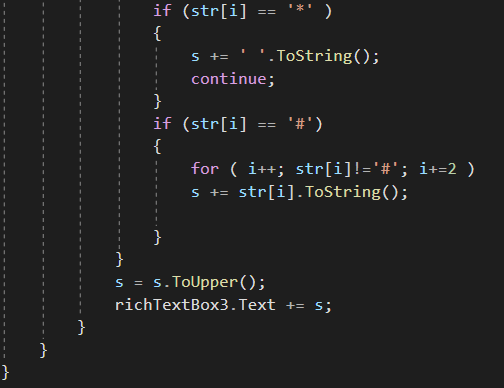 if (str[i] == '*' )
{
s += ' '.ToString();
continue;
}
if (str[i] == '#')
{
for ( i++; str[i]!='#'; i+=2 )
s += str[i].ToString();
}
}
s = s.ToUpper();
richTextBox3.Text += s;
}
}
}